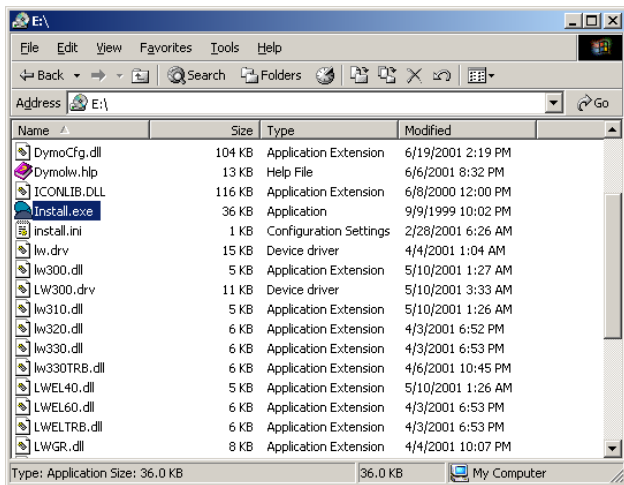 E:\
File Edit View Favorites Tools Help
Back Search Folders
Address E:\ Go
Name Size Type Modified
DymoCfg.dll 104 KB Application Extension 6/19/2001 2:19 PM
Dymolw.hlp 13 KB Help File 6/6/2001 8:32 PM
ICONLIB.DLL 116 KB Application Extension 6/8/2000 12:00 PM
Install.exe 36 KB Application 9/9/1999 10:02 PM
install.ini 1 KB Configuration Settings 2/28/2001 6:26 AM
lw.drv 15 KB Device driver 4/4/2001 1:04 AM
lw300.dll 5 KB Application Extension 5/10/2001 1:27 AM
LW300.drv 11 KB Device driver 5/10/2001 3:33 AM
lw310.dll 5 KB Application Extension 5/10/2001 1:26 AM
lw320.dll 6 KB Application Extension 4/3/2001 6:52 PM
lw330.dll 6 KB Application Extension 4/3/2001 6:53 PM
lw330TRB.dll 6 KB Application Extension 4/6/2001 10:45 PM
LWEL40.dll 5 KB Application Extension 5/10/2001 1:26 AM
LWEL60.dll 6 KB Application Extension 4/3/2001 6:53 PM
LWELTRB.dll 6 KB Application Extension 4/3/2001 6:53 PM
LWGR.dll 8 KB Application Extension 4/4/2001 10:07 PM
Type: Application Size: 36.0 KB 36.0 KB My Computer